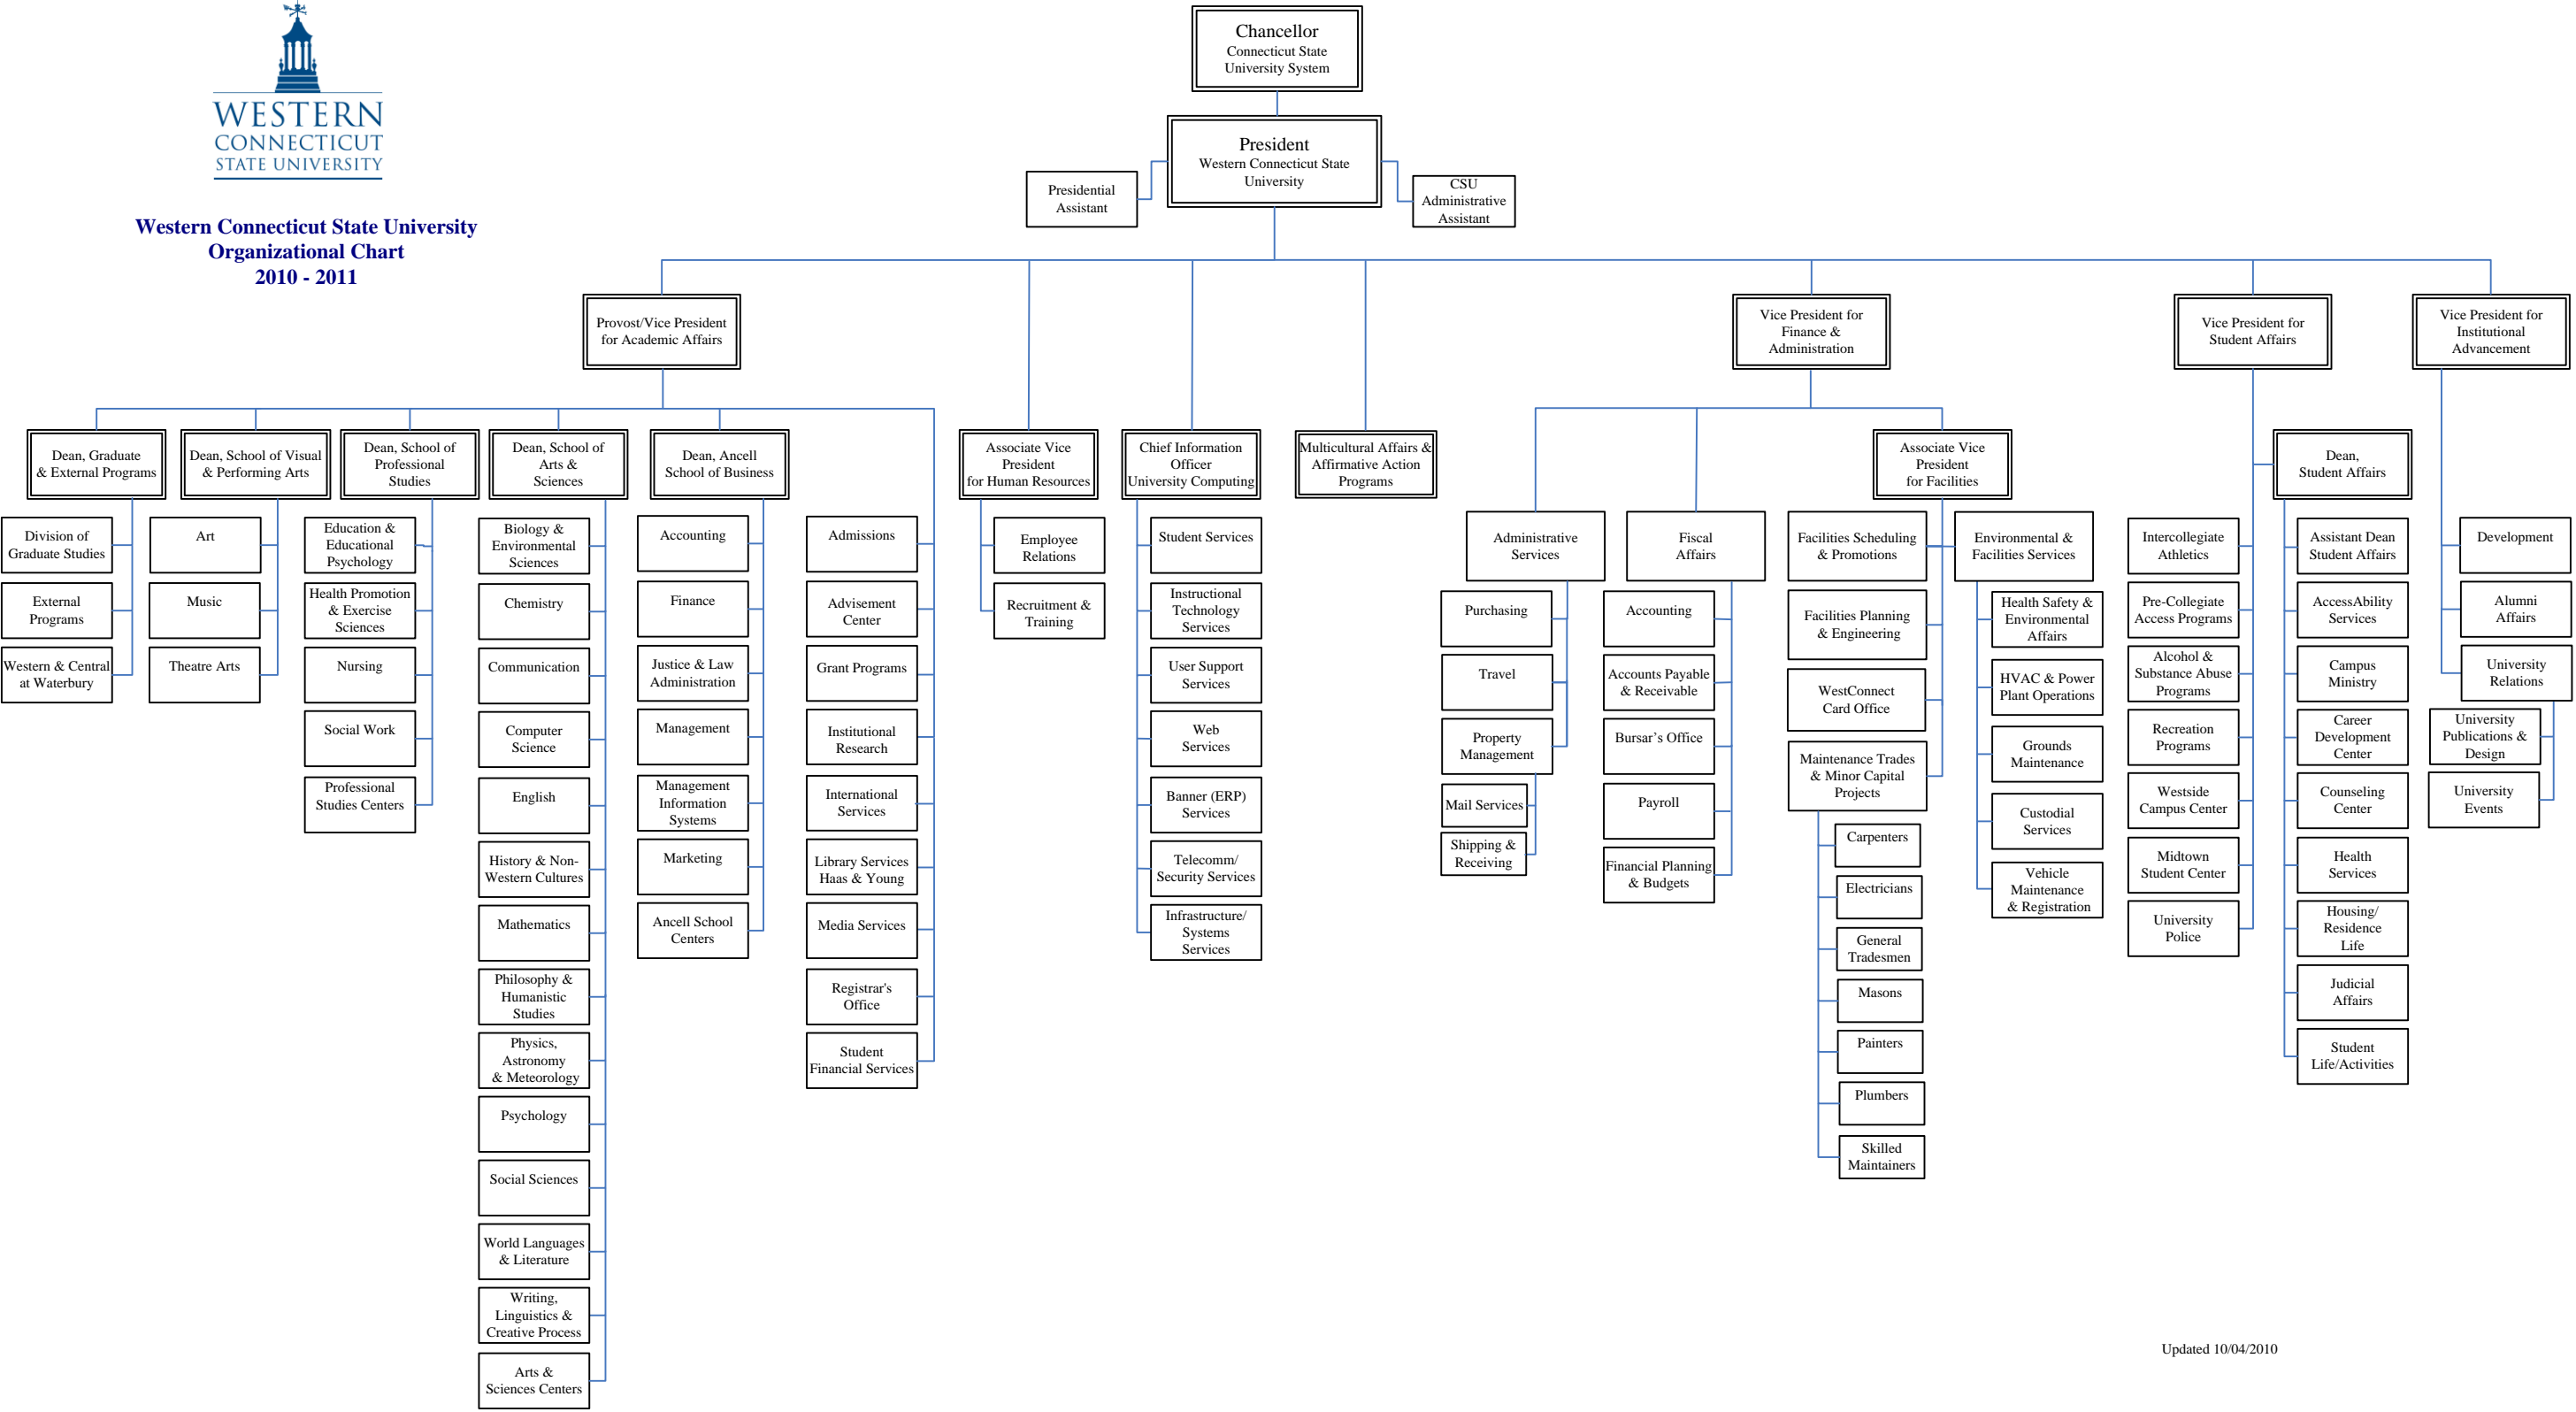 Chancellor
Connecticut State
University System
WESTERN
CONNECTICUT
STATE UNIVERSITY
President
Western Connecticut State
University
Presidential
Assistant
CSU
Administrative
Assistant
Western Connecticut State University
Organizational Chart
2010 - 2011
Provost/Vice President
for Academic Affairs
Vice President for
Finance &
Administration
Vice President for
Student Affairs
Vice President for
Institutional
Advancement
Dean, Graduate
& External Programs
Dean, School of Visual
& Performing Arts
Dean, School of
Professional
Studies
Dean, School of
Arts &
Sciences
Dean, Ancell
School of Business
Associate Vice
President
for Human Resources
Chief Information
Officer
University Computing
Multicultural Affairs &
Affirmative Action
Programs
Associate Vice
President
for Facilities
Dean,
Student Affairs
Division of
Graduate Studies
External
Programs
Western & Central
at Waterbury
Art
Music
Theatre Arts
Education &
Educational
Psychology
Health Promotion
& Exercise
Sciences
Nursing
Social Work
Professional
Studies Centers
Biology &
Environmental
Sciences
Chemistry
Communication
Computer
Science
English
History & Non-
Western Cultures
Mathematics
Philosophy &
Humanistic
Studies
Physics,
Astronomy
& Meteorology
Psychology
Social Sciences
World Languages
& Literature
Writing,
Linguistics &
Creative Process
Arts &
Sciences Centers
Accounting
Finance
Justice & Law
Administration
Management
Management
Information
Systems
Marketing
Ancell School
Centers
Admissions
Advisement
Center
Grant Programs
Institutional
Research
International
Services
Library Services
Haas & Young
Media Services
Registrar's
Office
Student
Financial Services
Employee
Relations
Recruitment &
Training
Student Services
Instructional
Technology
Services
User Support
Services
Web
Services
Banner (ERP)
Services
Telecomm/
Security Services
Infrastructure/
Systems
Services
Administrative
Services
Purchasing
Travel
Property
Management
Mail Services
Shipping &
Receiving
Fiscal
Affairs
Accounting
Accounts Payable
& Receivable
Bursar’s Office
Payroll
Financial Planning
& Budgets
Facilities Scheduling
& Promotions
Facilities Planning
& Engineering
WestConnect
Card Office
Maintenance Trades
& Minor Capital
Projects
Carpenters
Electricians
General
Tradesmen
Masons
Painters
Plumbers
Skilled
Maintainers
Environmental &
Facilities Services
Health Safety &
Environmental
Affairs
HVAC & Power
Plant Operations
Grounds
Maintenance
Custodial
Services
Vehicle
Maintenance
& Registration
Intercollegiate
Athletics
Pre-Collegiate
Access Programs
Alcohol &
Substance Abuse
Programs
Recreation
Programs
Westside
Campus Center
Midtown
Student Center
University
Police
Assistant Dean
Student Affairs
AccessAbility
Services
Campus
Ministry
Career
Development
Center
Counseling
Center
Health
Services
Housing/
Residence
Life
Judicial
Affairs
Student
Life/Activities
Development
Alumni
Affairs
University
Relations
University
Publications &
Design
University
Events
Updated 10/04/2010